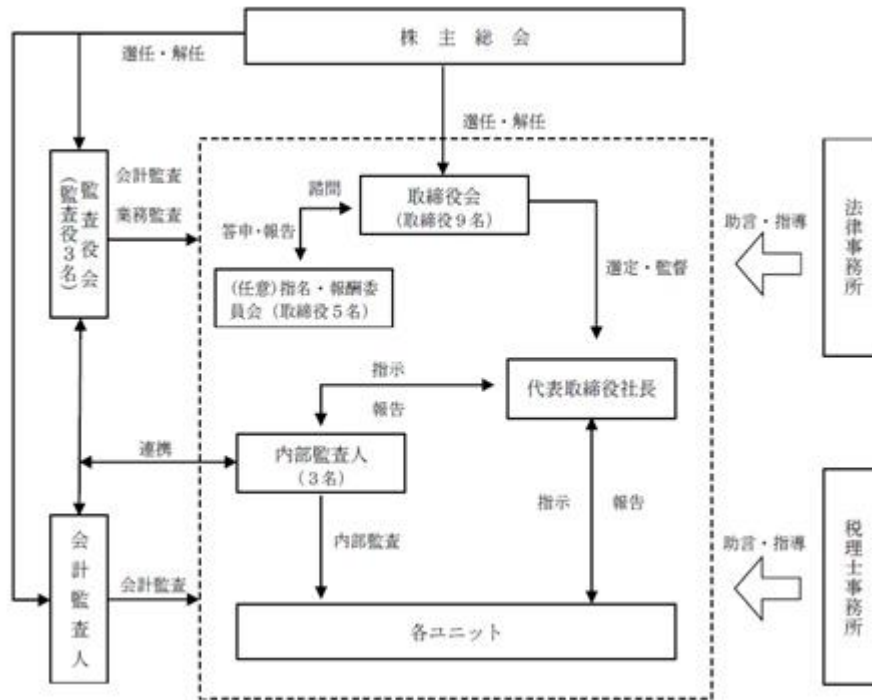 株主総会
選任・解任
選任・解任
監査役会
(監査役3名)
会計監査
業務監査
取締役会
(取締役9名)
諮問
答申・報告
(任意)指名・報酬委
員会(取締役5名)
選定・監督
助言・指導
法律事務所
指示
報告
代表取締役社長
連携
内部監査人
(3名)
指示
報告
内部監査
会計監査人
会計監査
助言・指導
税理士事務所
各ユニット